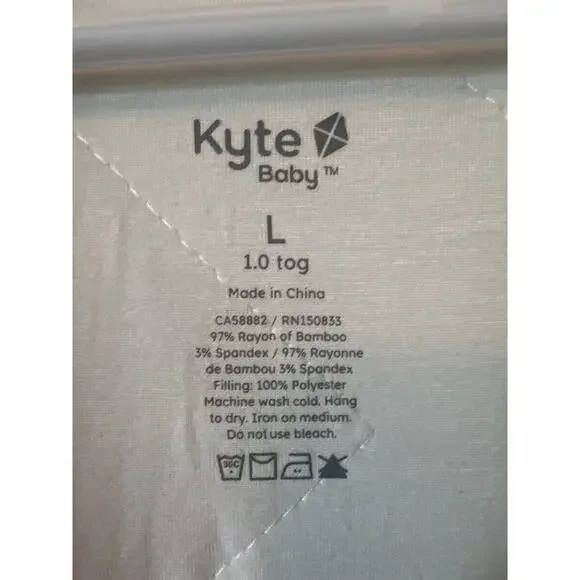 Kyte
Baby™
L
1.0 tog
Made in China
CA58882 / RN150833
97% Rayon of Bamboo
3% Spandex / 97% Rayonne
de Bambou 3% Spandex
Filling: 100% Polyester
Machine wash cold. Hang
to dry. Iron on medium.
Do not use bleach.
30C